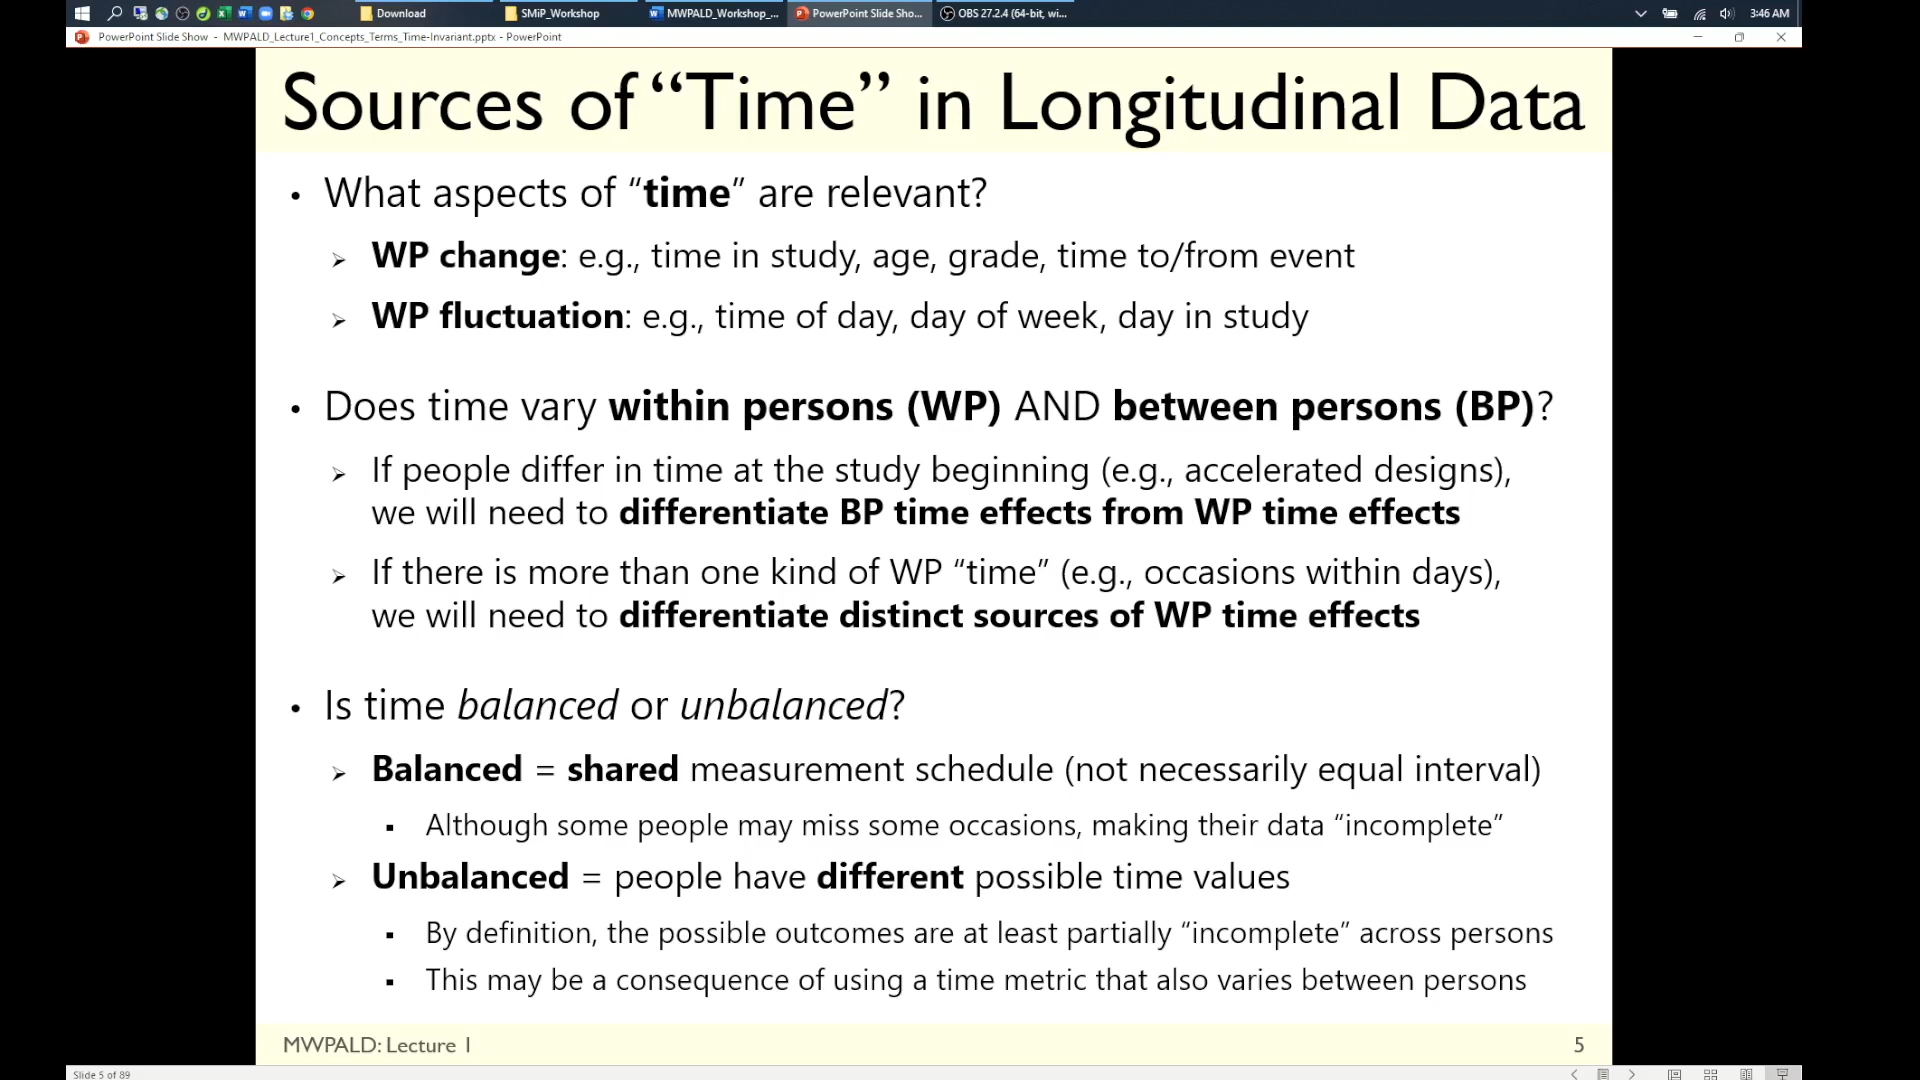 Download
SMiP_Workshop
MWPALD_Workshop_...
PowerPoint Slide Sho...
OBS 27.2.4 (64-bit, wi...
3:46 AM
PowerPoint Slide Show - MWPALD_Lecture1_Concepts_Terms_Time-Invariant.pptx - PowerPoint
Sources of “Time” in Longitudinal Data
• What aspects of “time” are relevant?
➢ WP change: e.g., time in study, age, grade, time to/from event
➢ WP fluctuation: e.g., time of day, day of week, day in study
• Does time vary within persons (WP) AND between persons (BP)?
➢ If people differ in time at the study beginning (e.g., accelerated designs),
we will need to differentiate BP time effects from WP time effects
➢ If there is more than one kind of WP “time” (e.g., occasions within days),
we will need to differentiate distinct sources of WP time effects
• Is time balanced or unbalanced?
➢ Balanced = shared measurement schedule (not necessarily equal interval)
▪ Although some people may miss some occasions, making their data “incomplete”
➢ Unbalanced = people have different possible time values
▪ By definition, the possible outcomes are at least partially “incomplete” across persons
▪ This may be a consequence of using a time metric that also varies between persons
MWPALD: Lecture 1
5
Slide 5 of 89